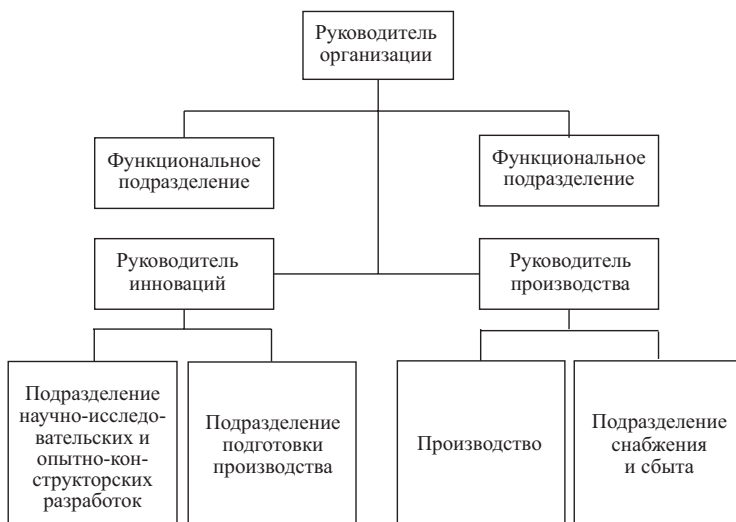 Руководитель
организации
Функциональное
подразделение
Функциональное
подразделение
Руководитель
инноваций
Руководитель
производства
Подразделение
научно-исследо-
вательских и
опытно-кон-
структорских
разработок
Подразделение
подготовки
производства
Производство
Подразделение
снабжения
и сбыта